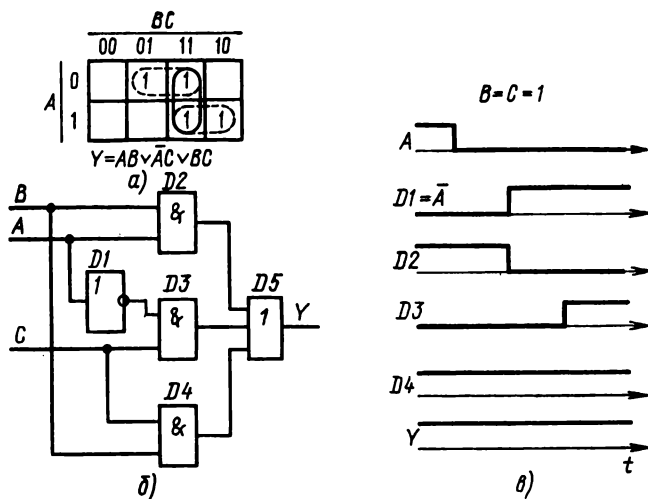 BC
00 01 11 10
A
0 1 1
1 1 1
Y=AB∨A̅C∨BC
а)
B
A
C
D1
1
D2
&
D3
&
D4
&
D5
1
Y
б)
B=C=1
A
D1=A̅
D2
D3
D4
Y
t
в)